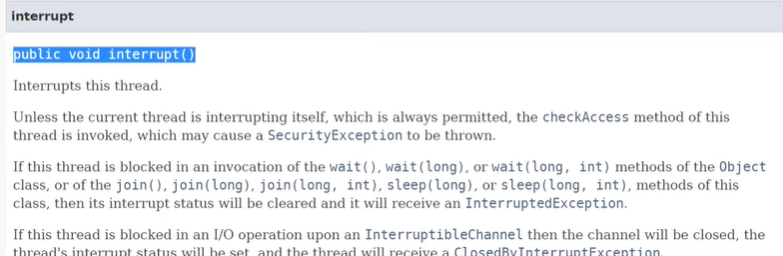 interrupt
public void interrupt()
Interrupts this thread.
Unless the current thread is interrupting itself, which is always permitted, the checkAccess method of this
thread is invoked, which may cause a SecurityException to be thrown.
If this thread is blocked in an invocation of the wait(), wait(long), or wait(long, int) methods of the Object
class, or of the join(), join(long), join(long, int), sleep(long), or sleep(long, int), methods of this
class, then its interrupt status will be cleared and it will receive an InterruptedException.
If this thread is blocked in an I/O operation upon an InterruptibleChannel then the channel will be closed, the
thread's interrupt status will be set, and the thread will receive a ClosedByInterruptException.